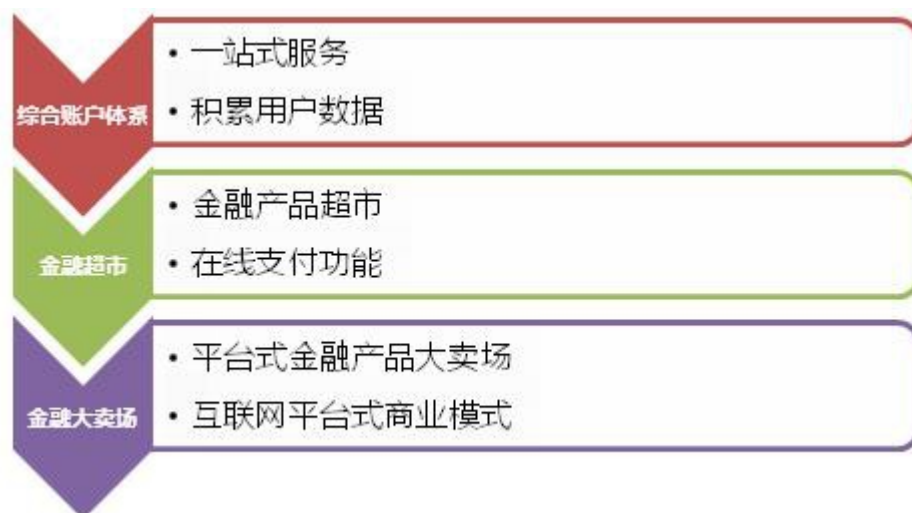 综合账户体系
• 一站式服务
• 积累用户数据
金融超市
• 金融产品超市
• 在线支付功能
金融大卖场
• 平台式金融产品大卖场
• 互联网平台式商业模式